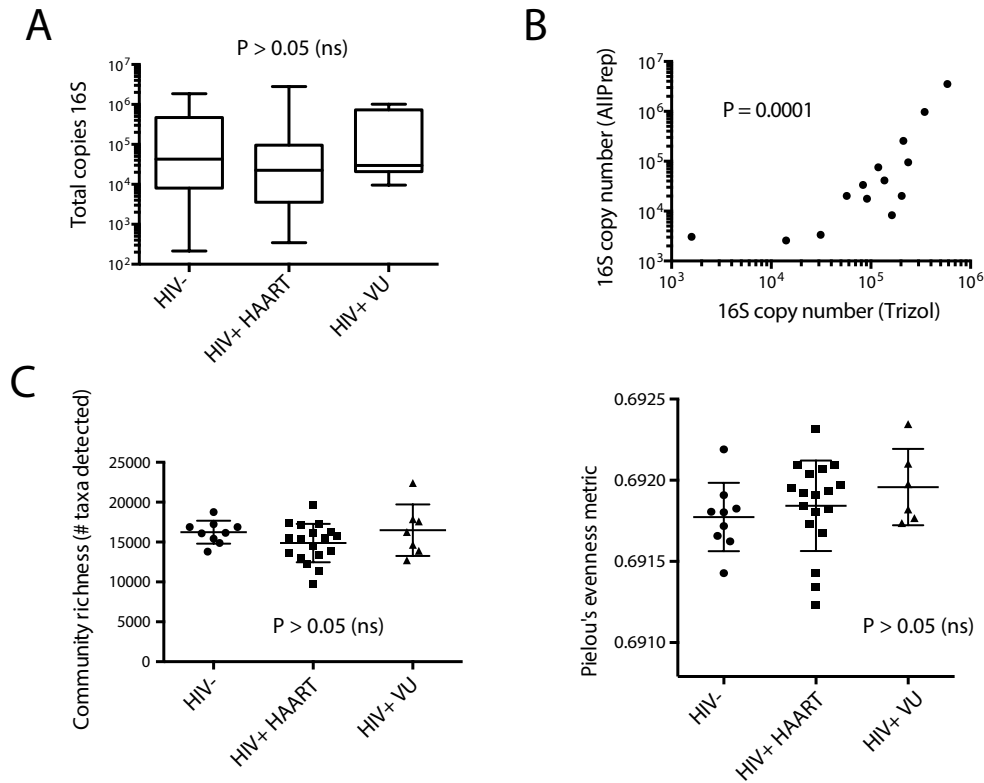 A
P > 0.05 (ns)
Total copies 16S
10^7
10^6
10^5
10^4
10^3
10^2
HIV-
HIV+ HAART
HIV+ VU
B
P = 0.0001
16S copy number (AllPrep)
10^7
10^6
10^5
10^4
10^3
10^3
10^4
10^5
10^6
16S copy number (Trizol)
C
Community richness (# taxa detected)
25000
20000
15000
10000
5000
0
P > 0.05 (ns)
HIV-
HIV+ HAART
HIV+ VU
Pielou's evenness metric
0.6925
0.6920
0.6915
0.6910
P > 0.05 (ns)
HIV-
HIV+ HAART
HIV+ VU